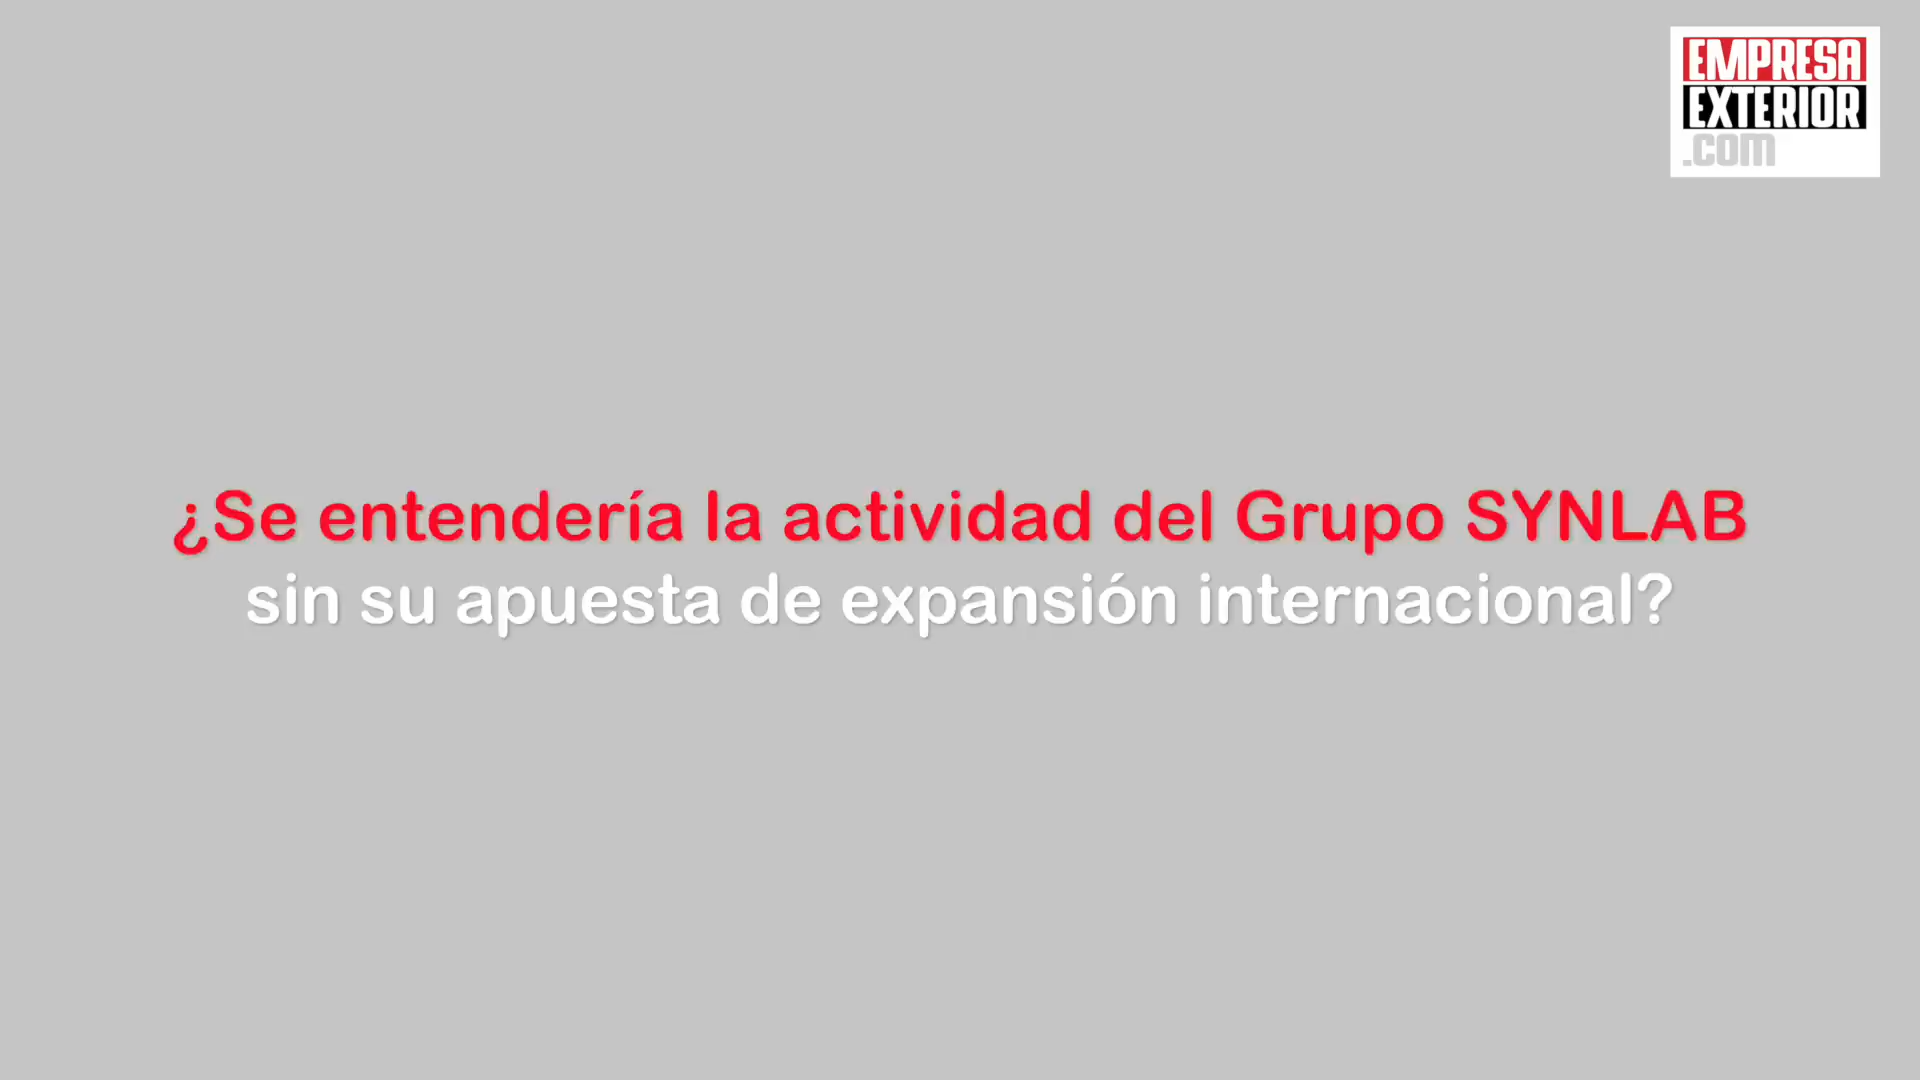 EMPRESA
EXTERIOR
.com
¿Se entendería la actividad del Grupo SYNLAB
sin su apuesta de expansión internacional?